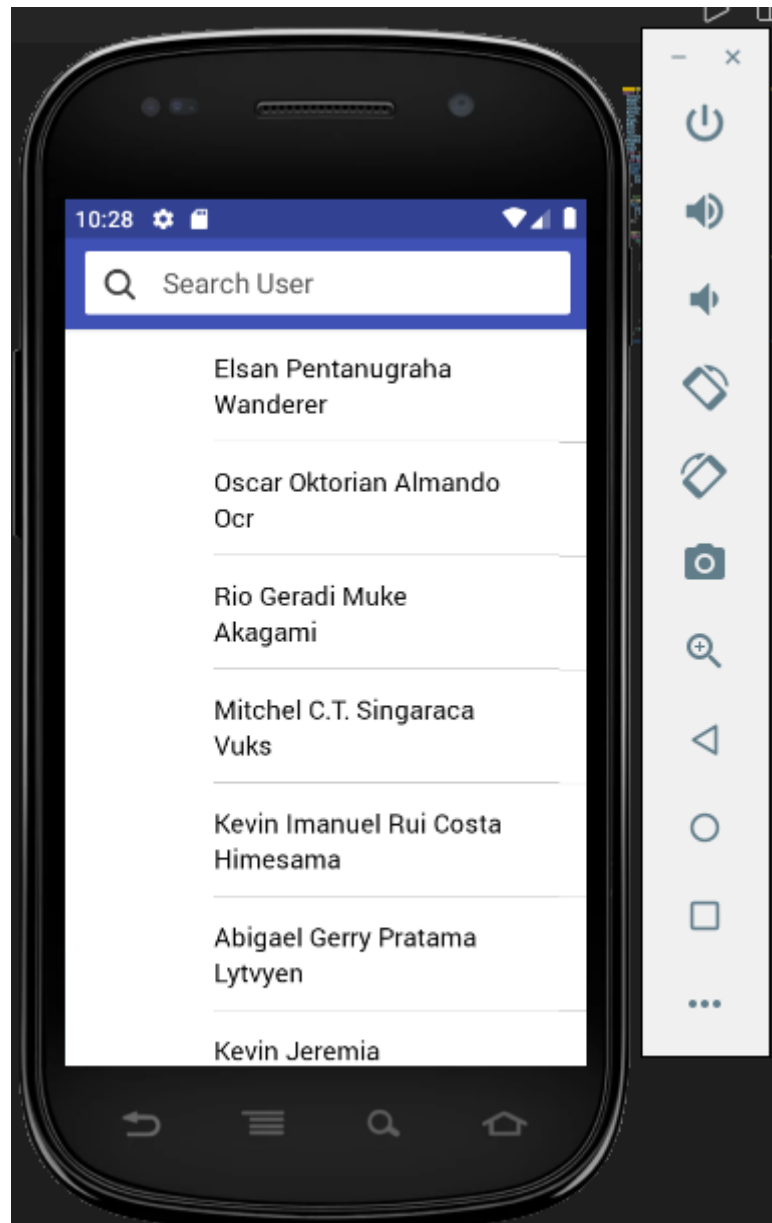 10:28
Search User
Elsan Pentanugraha
Wanderer
Oscar Oktorian Almando
Ocr
Rio Geradi Muke
Akagami
Mitchel C.T. Singaraca
Vuks
Kevin Imanuel Rui Costa
Himesama
Abigael Gerry Pratama
Lytvyen
Kevin Jeremia